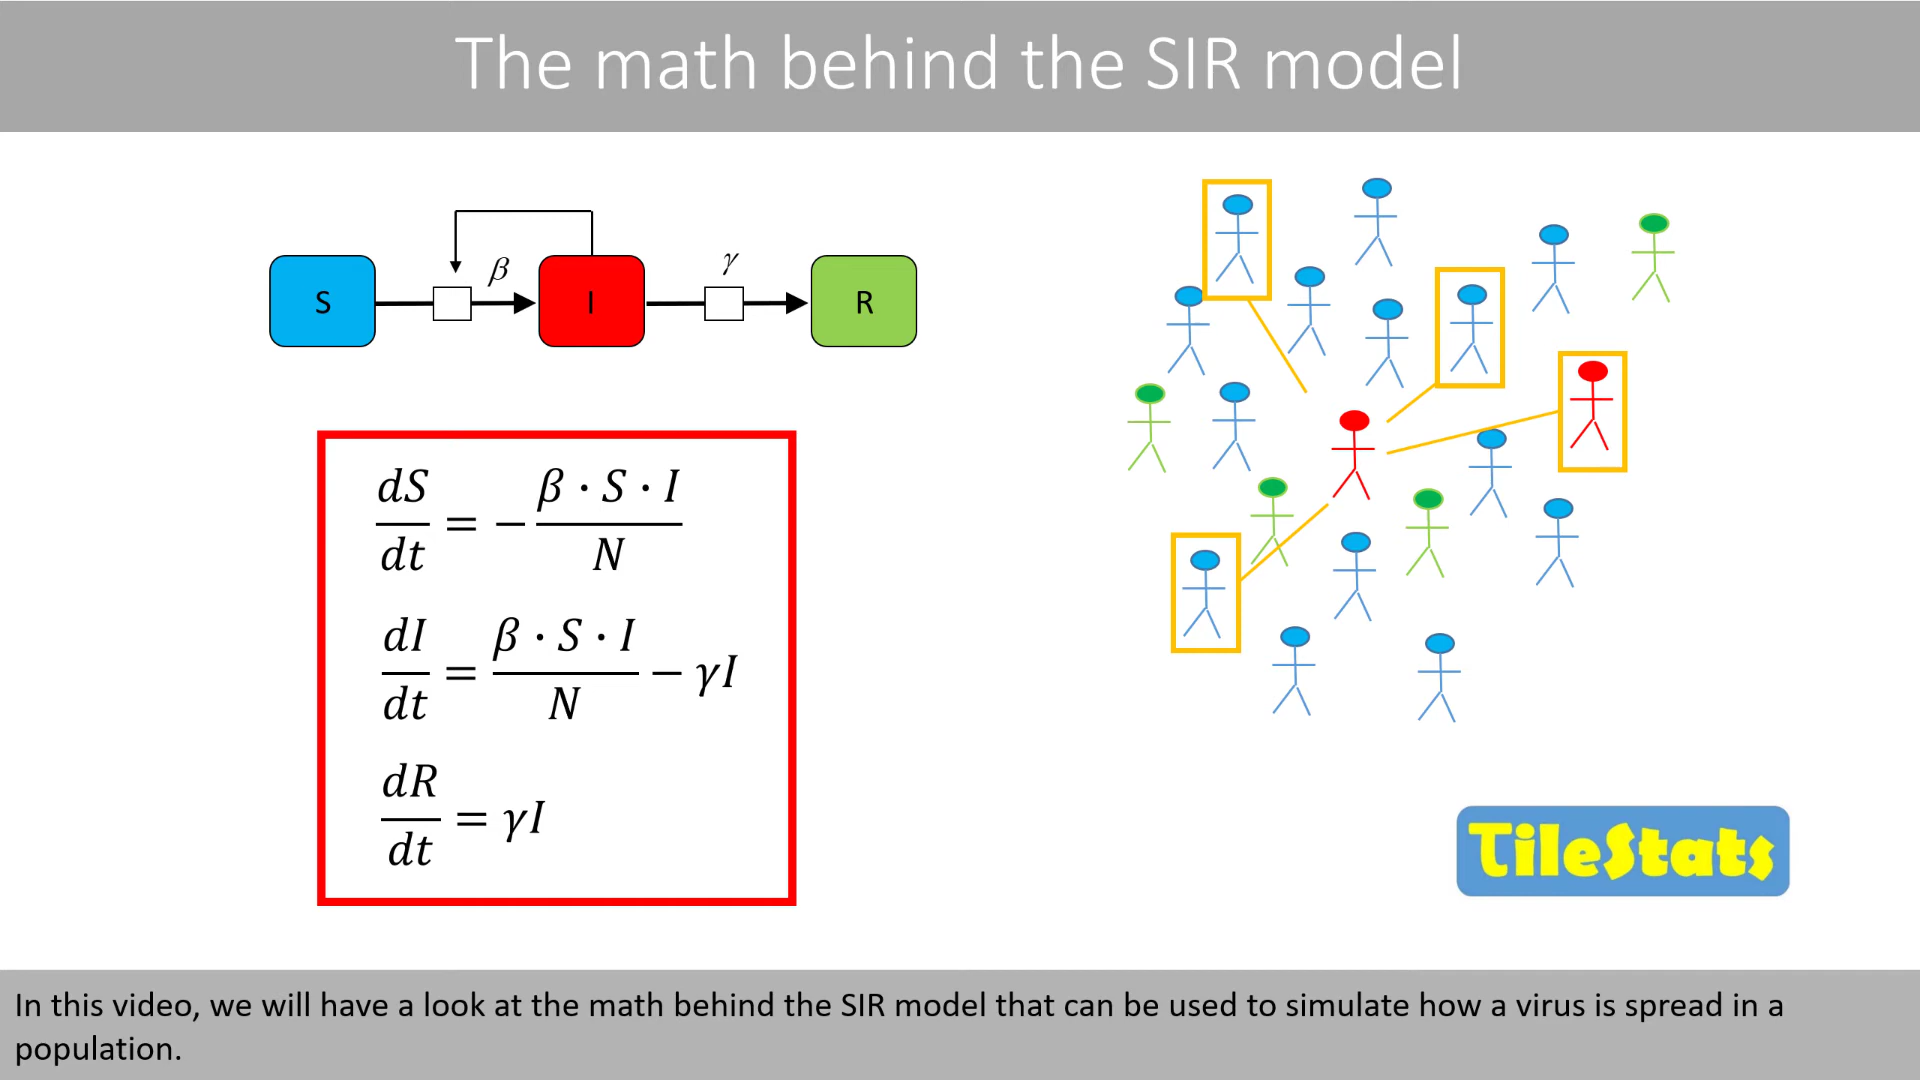 The math behind the SIR model
β γ
S I R
dS/dt = − β · S · I / N
dI/dt = β · S · I / N − γI
dR/dt = γI
TileStats
In this video, we will have a look at the math behind the SIR model that can be used to simulate how a virus is spread in a
population.